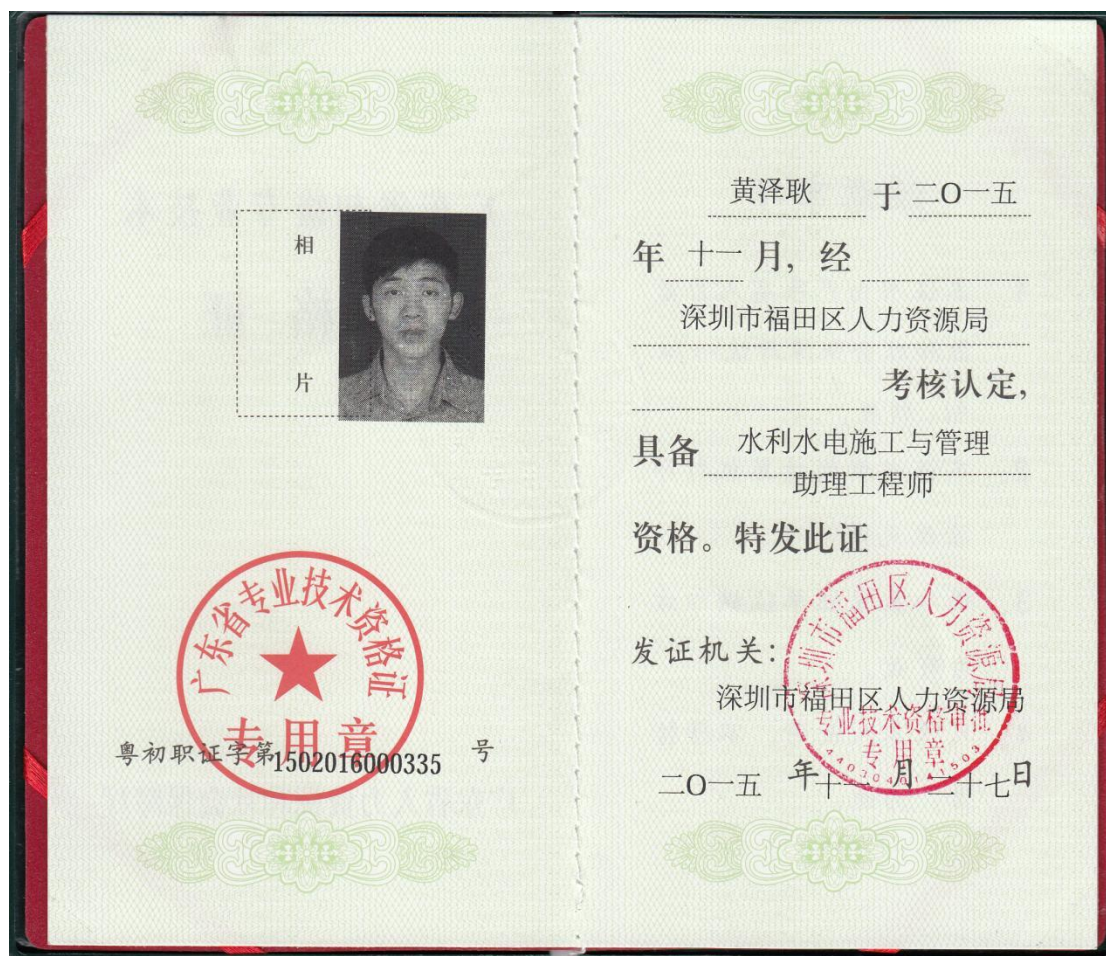 相
片
广东省专业技术资格证
专用章
粤初职证字第1502016000335 号
黄泽耿 于 二O一五
年 十一 月，经
深圳市福田区人力资源局
考核认定，
具备 水利水电施工与管理
助理工程师
资格。特发此证
深圳市福田区人力资源局
发证机关：
深圳市福田区人力资源局
专业技术资格审批
专用章
二O一五 年十一月二十七日